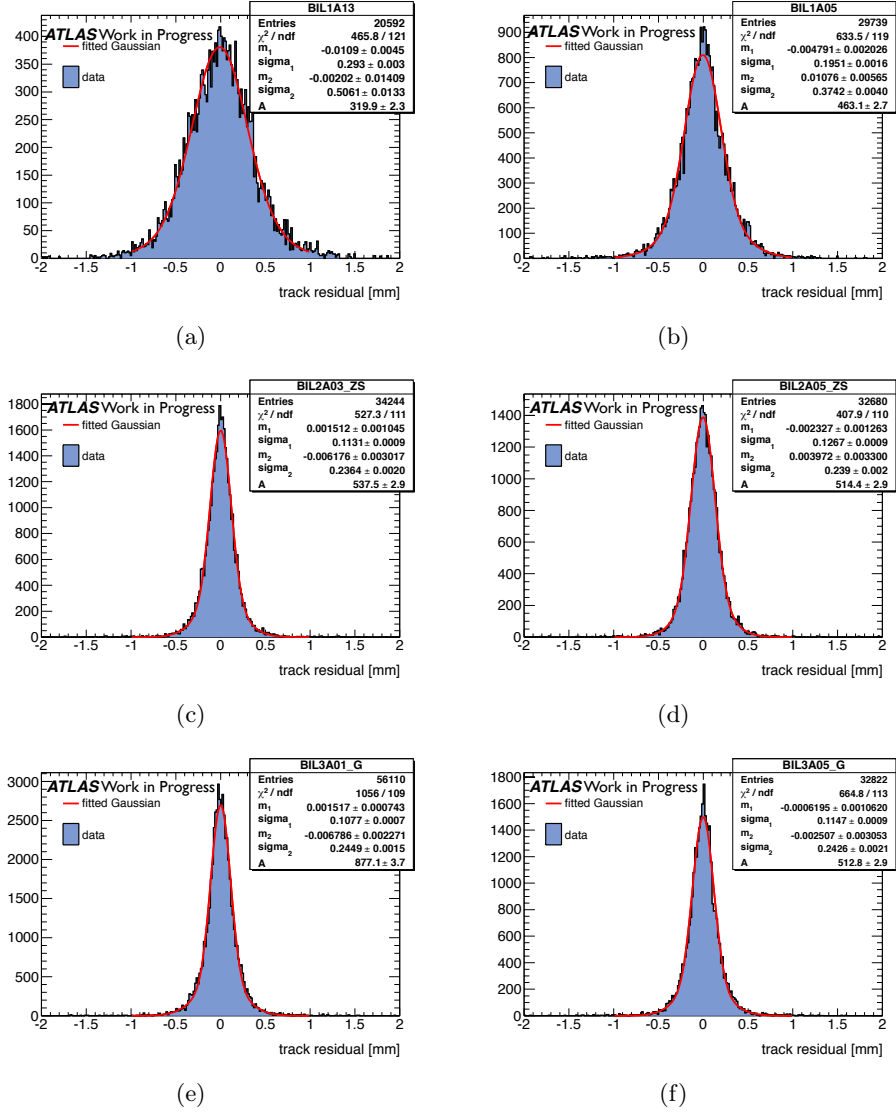 BIL1A13
Entries 20592
χ² / ndf 465.8 / 121
m₁ -0.0109 ± 0.0045
sigma₁ 0.293 ± 0.003
m₂ -0.00202 ± 0.01409
sigma₂ 0.5061 ± 0.0133
A 319.9 ± 2.3
ATLAS Work in Progress
fitted Gaussian
data
400
350
300
250
200
150
100
50
0
-2 -1.5 -1 -0.5 0 0.5 1 1.5 2
track residual [mm]
(a)
BIL1A05
Entries 29739
χ² / ndf 633.5 / 119
m₁ -0.004791 ± 0.002026
sigma₁ 0.1951 ± 0.0016
m₂ 0.01076 ± 0.00565
sigma₂ 0.3742 ± 0.0040
A 463.1 ± 2.7
ATLAS Work in Progress
fitted Gaussian
data
900
800
700
600
500
400
300
200
100
0
-2 -1.5 -1 -0.5 0 0.5 1 1.5 2
track residual [mm]
(b)
BIL2A03_ZS
Entries 34244
χ² / ndf 527.3 / 111
m₁ 0.001512 ± 0.001045
sigma₁ 0.1131 ± 0.0009
m₂ -0.006176 ± 0.003017
sigma₂ 0.2364 ± 0.0020
A 537.5 ± 2.9
ATLAS Work in Progress
fitted Gaussian
data
1800
1600
1400
1200
1000
800
600
400
200
0
-2 -1.5 -1 -0.5 0 0.5 1 1.5 2
track residual [mm]
(c)
BIL2A05_ZS
Entries 32680
χ² / ndf 407.9 / 110
m₁ -0.002327 ± 0.001263
sigma₁ 0.1267 ± 0.0009
m₂ 0.003972 ± 0.003300
sigma₂ 0.239 ± 0.002
A 514.4 ± 2.9
ATLAS Work in Progress
fitted Gaussian
data
1400
1200
1000
800
600
400
200
0
-2 -1.5 -1 -0.5 0 0.5 1 1.5 2
track residual [mm]
(d)
BIL3A01_G
Entries 56110
χ² / ndf 1056 / 109
m₁ 0.001517 ± 0.000743
sigma₁ 0.1077 ± 0.0007
m₂ -0.006786 ± 0.002271
sigma₂ 0.2449 ± 0.0015
A 877.1 ± 3.7
ATLAS Work in Progress
fitted Gaussian
data
3000
2500
2000
1500
1000
500
0
-2 -1.5 -1 -0.5 0 0.5 1 1.5 2
track residual [mm]
(e)
BIL3A05_G
Entries 32822
χ² / ndf 664.8 / 113
m₁ -0.0006195 ± 0.0010620
sigma₁ 0.1147 ± 0.0009
m₂ -0.002507 ± 0.003053
sigma₂ 0.2426 ± 0.0021
A 512.8 ± 2.9
ATLAS Work in Progress
fitted Gaussian
data
1800
1600
1400
1200
1000
800
600
400
200
0
-2 -1.5 -1 -0.5 0 0.5 1 1.5 2
track residual [mm]
(f)